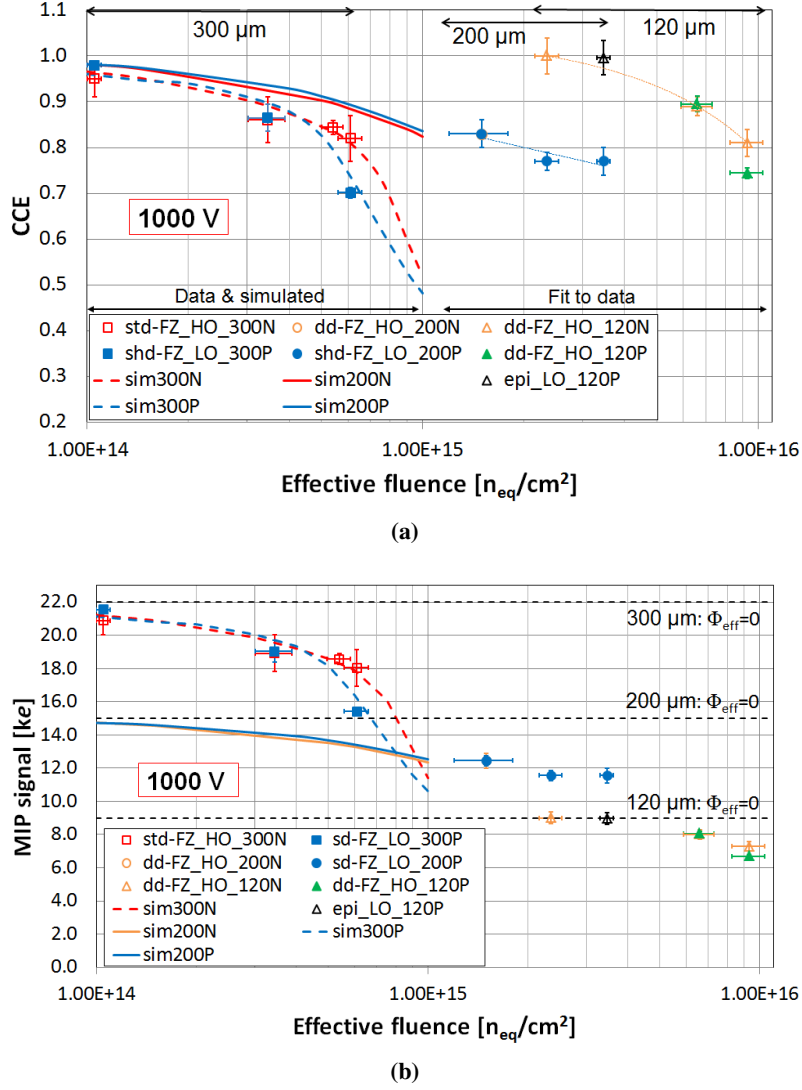 300 µm
200 µm
120 µm
1.1
1.0
0.9
0.8
0.7
0.6
0.5
0.4
0.3
0.2
CCE
1000 V
Data & simulated
Fit to data
std-FZ_HO_300N
dd-FZ_HO_200N
dd-FZ_HO_120N
shd-FZ_LO_300P
shd-FZ_LO_200P
dd-FZ_HO_120P
sim300N
sim200N
epi_LO_120P
sim300P
sim200P
1.00E+14
1.00E+15
1.00E+16
Effective fluence [n_eq/cm²]
(a)
22.0
20.0
18.0
16.0
14.0
12.0
10.0
8.0
6.0
4.0
2.0
0.0
MIP signal [ke]
300 µm: Φ_eff=0
200 µm: Φ_eff=0
120 µm: Φ_eff=0
1000 V
std-FZ_HO_300N
sd-FZ_LO_300P
dd-FZ_HO_200N
sd-FZ_LO_200P
dd-FZ_HO_120N
dd-FZ_HO_120P
sim300N
epi_LO_120P
sim200N
sim300P
sim200P
1.00E+14
1.00E+15
1.00E+16
Effective fluence [n_eq/cm²]
(b)